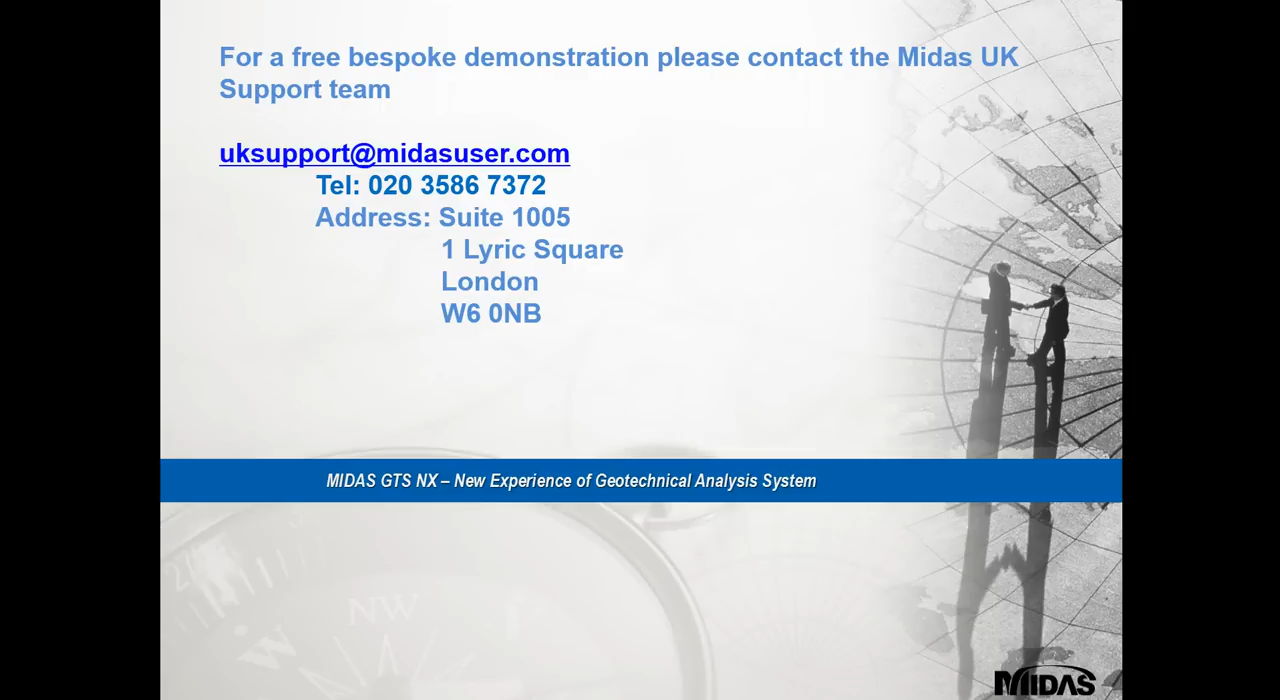 For a free bespoke demonstration please contact the Midas UK
Support team
uksupport@midasuser.com
Tel: 020 3586 7372
Address: Suite 1005
1 Lyric Square
London
W6 0NB
MIDAS GTS NX – New Experience of Geotechnical Analysis System
NW
W
MIDAS